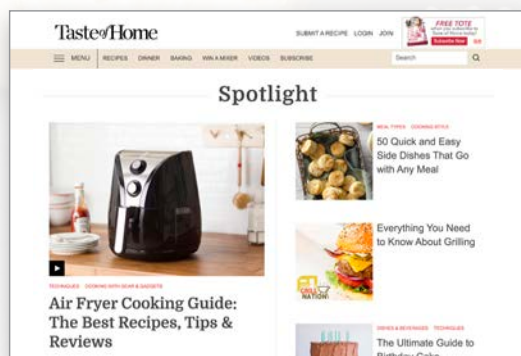 Taste of Home
SUBMIT A RECIPE LOGIN JOIN
FREE TOTE
Subscribe Now
MENU RECIPES DINNER BAKING WIN A MIXER VIDEOS SUBSCRIBE
Search
Spotlight
MEAL TYPES COOKING STYLE
50 Quick and Easy
Side Dishes That Go
with Any Meal
Everything You Need
to Know About Grilling
GRILL
NATION
TECHNIQUES COOKING WITH GEAR & GADGETS
Air Fryer Cooking Guide:
The Best Recipes, Tips &
Reviews
DISHES & BEVERAGES TECHNIQUES
The Ultimate Guide to